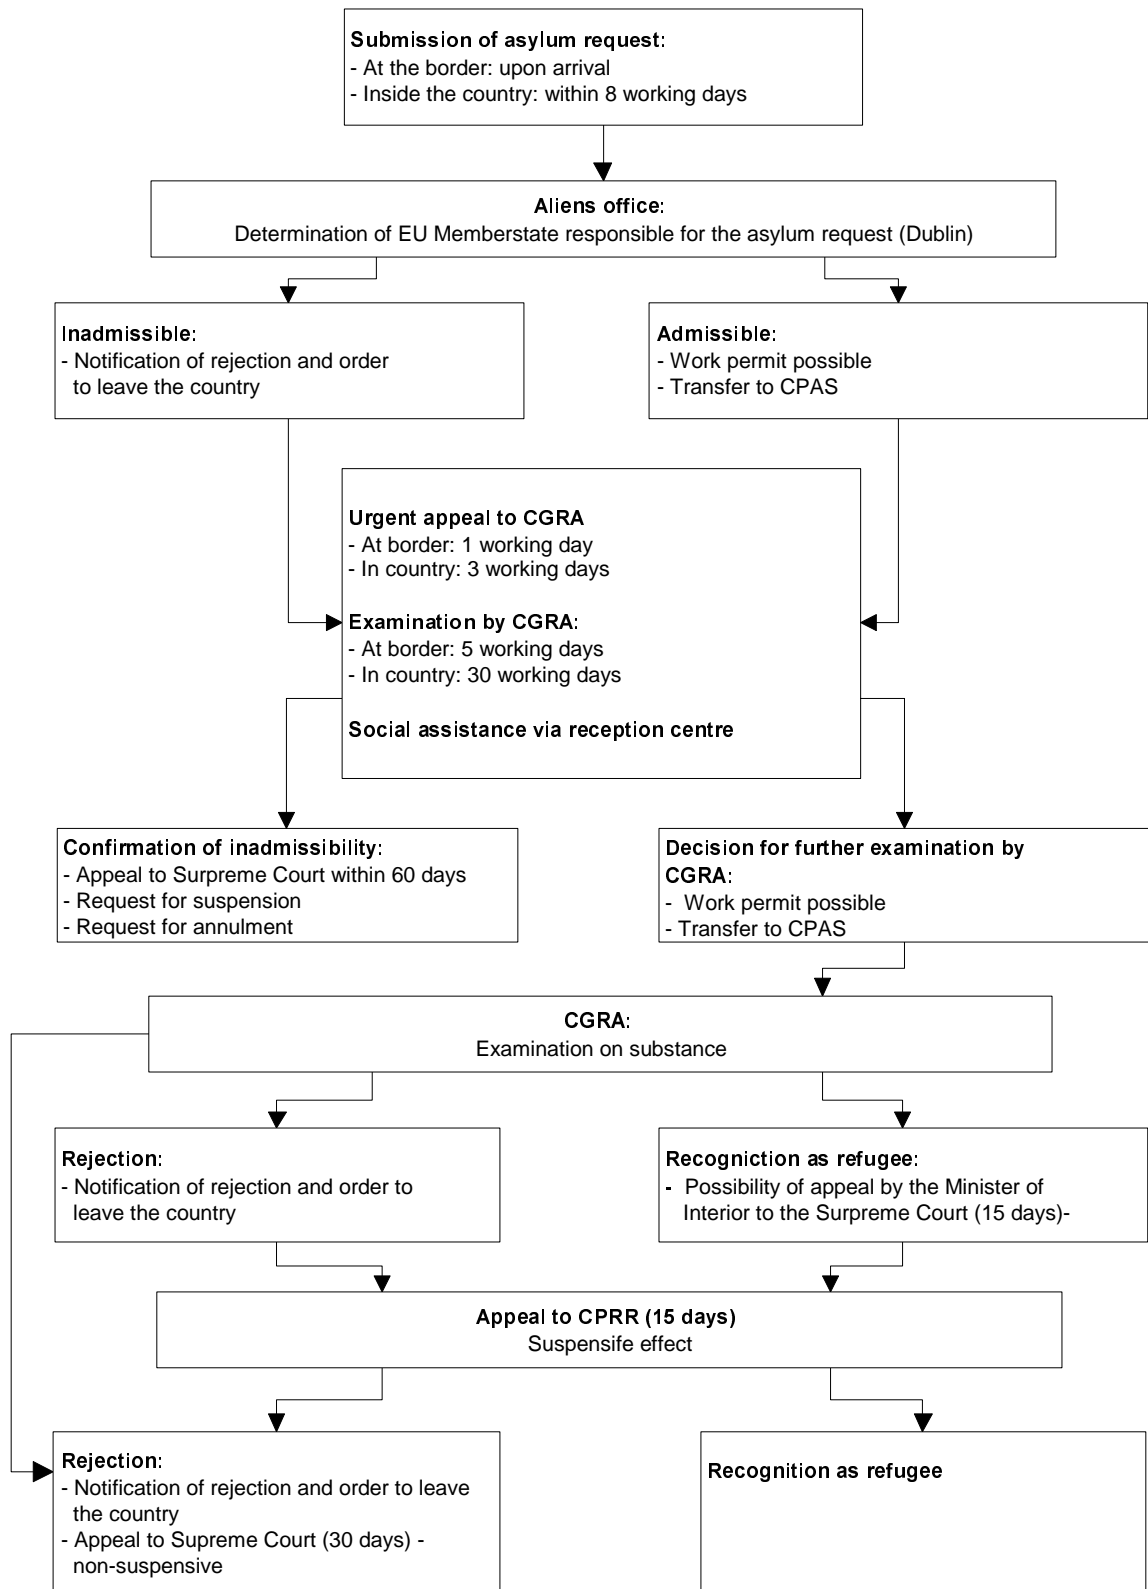 Submission of asylum request:
- At the border: upon arrival
- Inside the country: within 8 working days
Aliens office:
Determination of EU Memberstate responsible for the asylum request (Dublin)
Inadmissible:
- Notification of rejection and order
to leave the country
Admissible:
- Work permit possible
- Transfer to CPAS
Urgent appeal to CGRA
- At border: 1 working day
- In country: 3 working days
Examination by CGRA:
- At border: 5 working days
- In country: 30 working days
Social assistance via reception centre
Confirmation of inadmissibility:
- Appeal to Surpreme Court within 60 days
- Request for suspension
- Request for annulment
Decision for further examination by
CGRA:
- Work permit possible
- Transfer to CPAS
CGRA:
Examination on substance
Rejection:
- Notification of rejection and order to
leave the country
Recogniction as refugee:
- Possibility of appeal by the Minister of
Interior to the Surpreme Court (15 days)-
Appeal to CPRR (15 days)
Suspensife effect
Rejection:
- Notification of rejection and order to leave
the country
- Appeal to Supreme Court (30 days) -
non-suspensive
Recognition as refugee